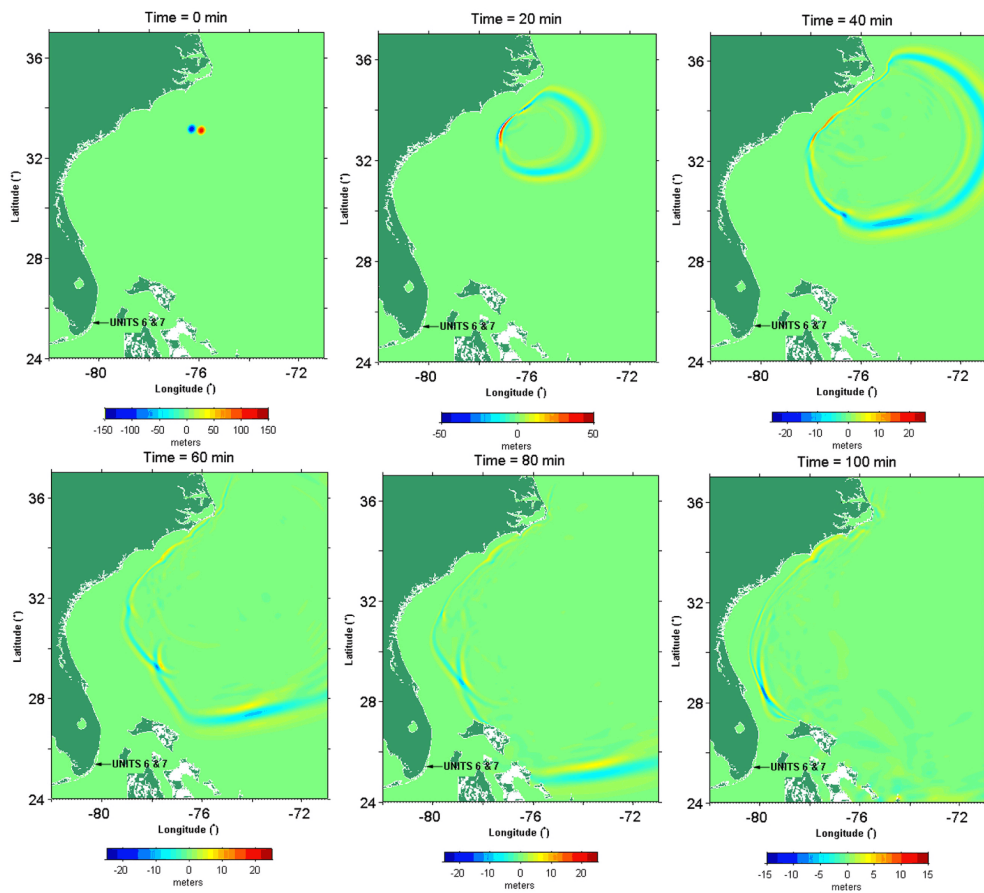 Time = 0 min
Time = 20 min
Time = 40 min
36
32
28
24
Latitude (°)
UNITS 6 & 7
-80
-76
-72
Longitude (°)
-150 -100 -50 0 50 100 150
meters
36
32
28
24
Latitude (°)
UNITS 6 & 7
-80
-76
-72
Longitude (°)
-50 0 50
meters
36
32
28
24
Latitude (°)
UNITS 6 & 7
-80
-76
-72
Longitude (°)
-20 -10 0 10 20
meters
Time = 60 min
Time = 80 min
Time = 100 min
36
32
28
24
Latitude (°)
UNITS 6 & 7
-80
-76
-72
Longitude (°)
-20 -10 0 10 20
meters
36
32
28
24
Latitude (°)
UNITS 6 & 7
-80
-76
-72
Longitude (°)
-20 -10 0 10 20
meters
36
32
28
24
Latitude (°)
UNITS 6 & 7
-80
-76
-72
Longitude (°)
-15 -10 -5 0 5 10 15
meters